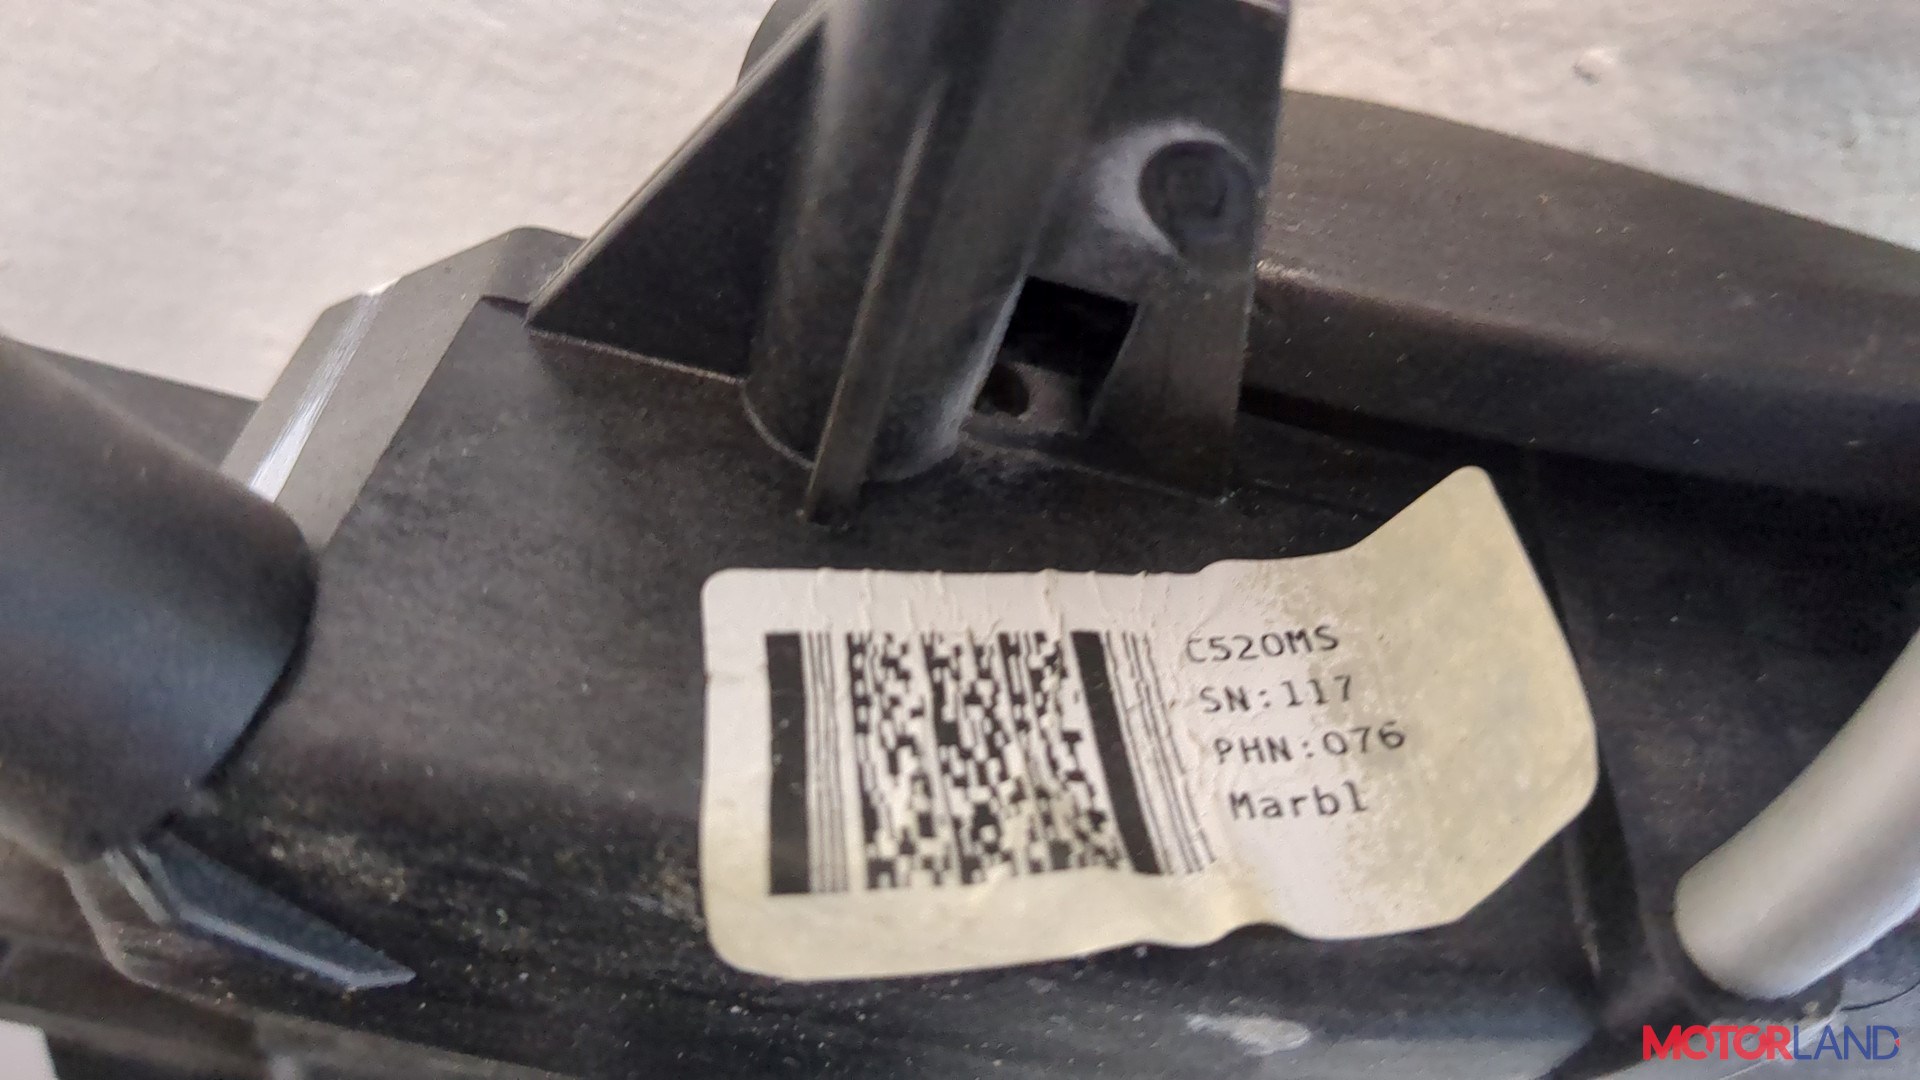 C520MS
SN:117
PHN:076
Marbl
MOTORLAND